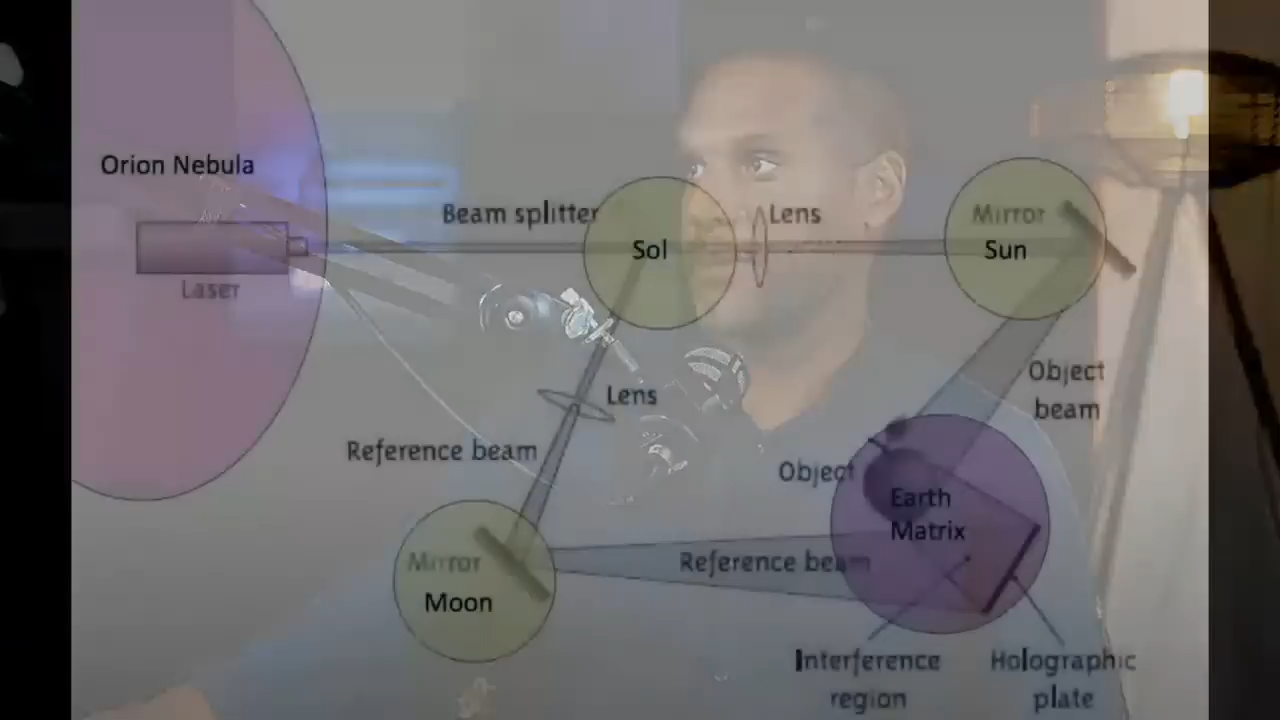 Orion Nebula
Laser
Beam splitter
Sol
Lens
Mirror
Sun
Lens
Object
beam
Reference beam
Object
Earth
Matrix
Mirror
Moon
Reference beam
Interference
region
Holographic
plate